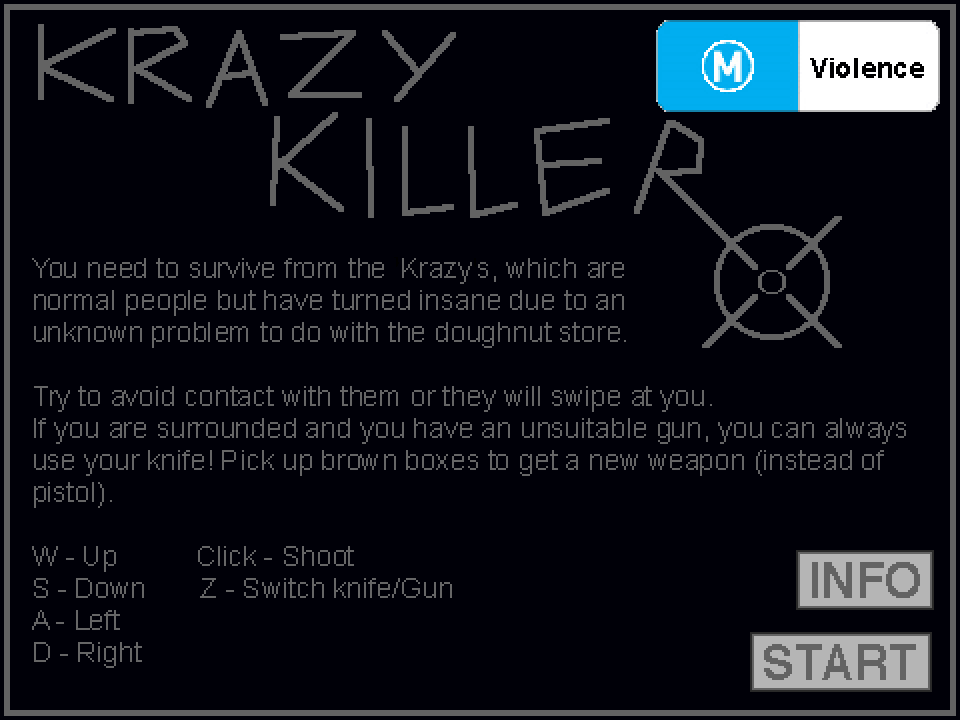 KRAZY
M Violence
KILLER
You need to survive from the Krazys, which are
normal people but have turned insane due to an
unknown problem to do with the doughnut store.
Try to avoid contact with them or they will swipe at you.
If you are surrounded and you have an unsuitable gun, you can always
use your knife! Pick up brown boxes to get a new weapon (instead of
pistol).
W - Up Click - Shoot
S - Down Z - Switch knife/Gun
A - Left
D - Right
INFO
START